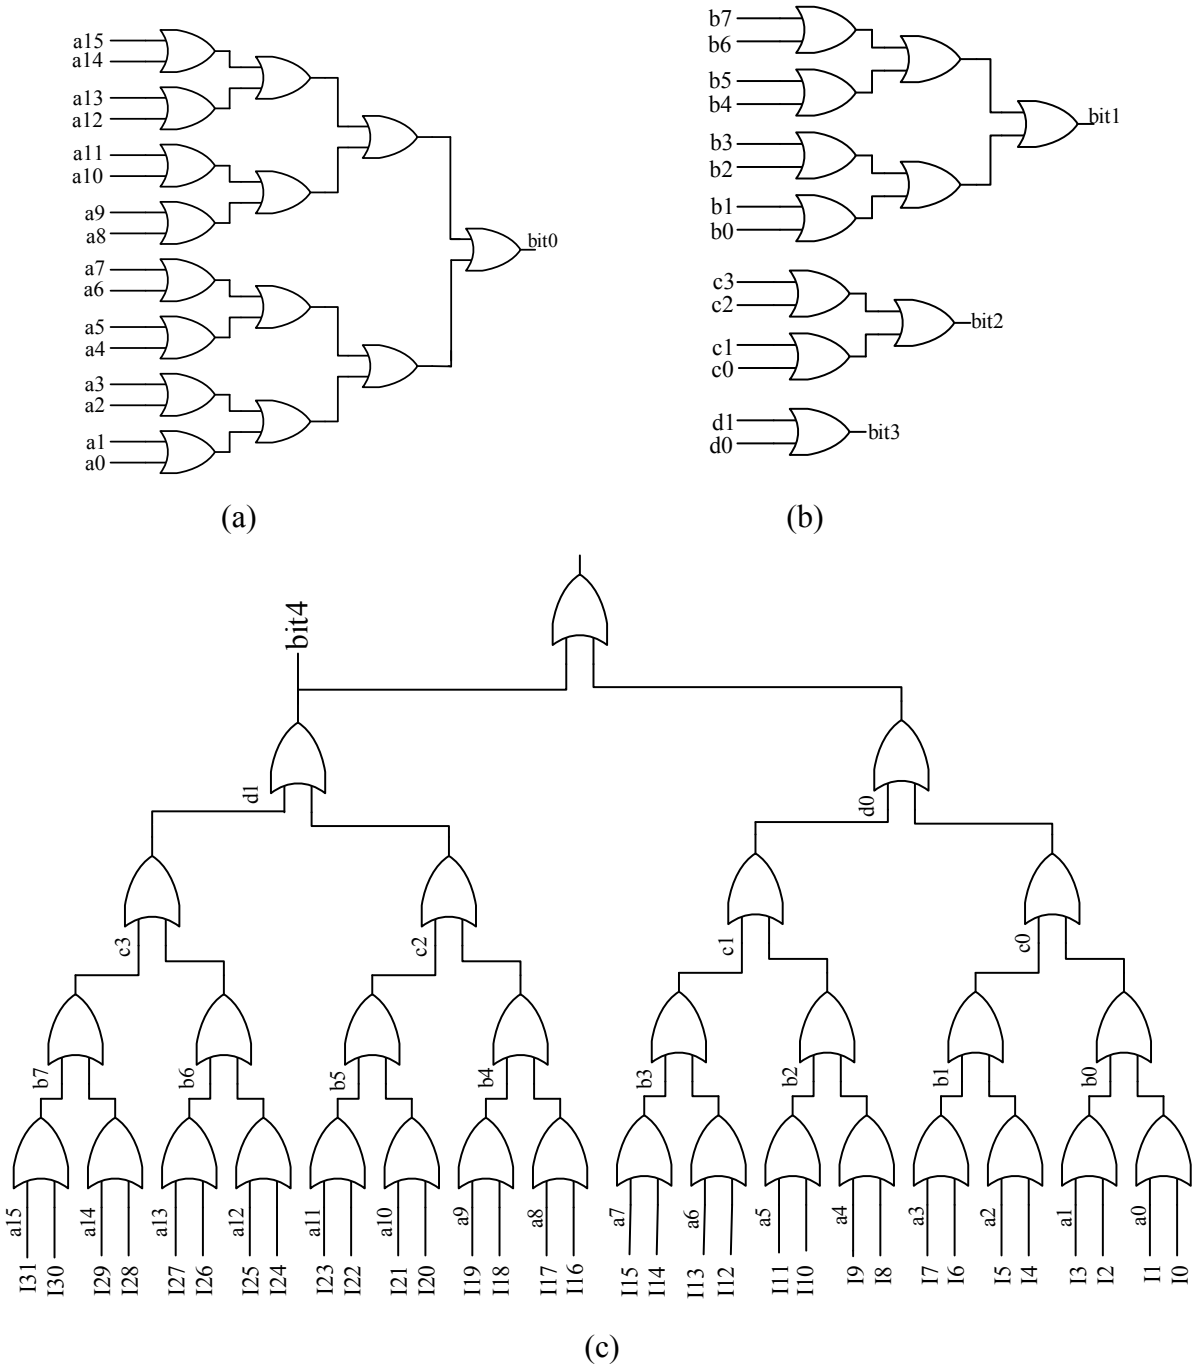 a15
a14
a13
a12
a11
a10
a9
a8
a7
a6
a5
a4
a3
a2
a1
a0
bit0
(a)
b7
b6
b5
b4
b3
b2
b1
b0
bit1
c3
c2
c1
c0
bit2
d1
d0
bit3
(b)
bit4
d1
d0
c3
c2
c1
c0
b7
b6
b5
b4
b3
b2
b1
b0
a15
a14
a13
a12
a11
a10
a9
a8
a7
a6
a5
a4
a3
a2
a1
a0
I31
I30
I29
I28
I27
I26
I25
I24
I23
I22
I21
I20
I19
I18
I17
I16
I15
I14
I13
I12
I11
I10
I9
I8
I7
I6
I5
I4
I3
I2
I1
I0
(c)